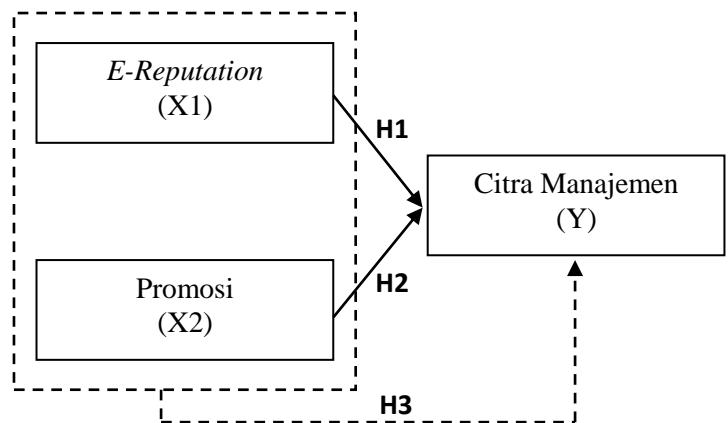 E-Reputation
(X1)
H1
Citra Manajemen
(Y)
Promosi
(X2)
H2
H3